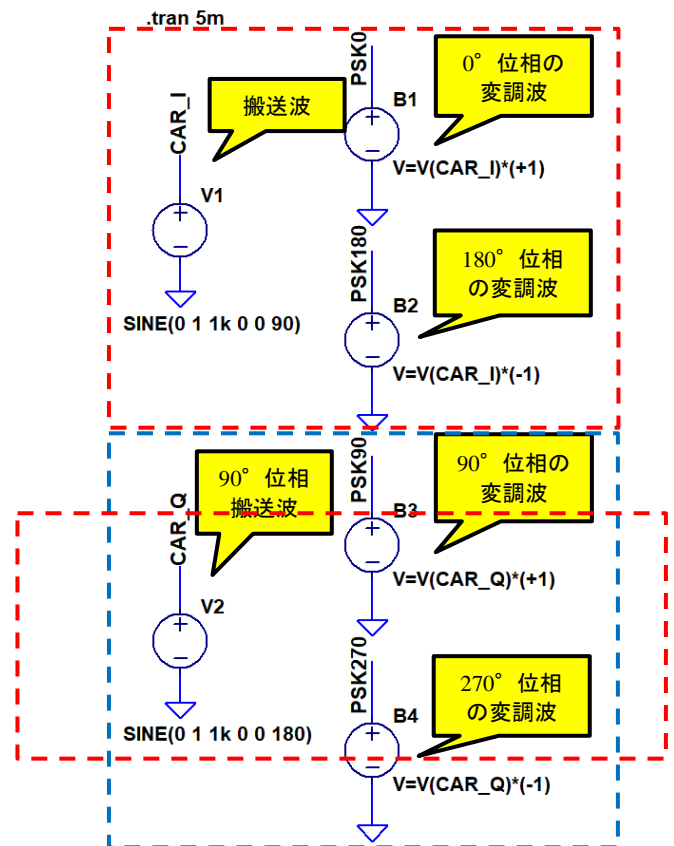 .tran 5m
CAR_I
搬送波
V1
SINE(0 1 1k 0 0 90)
PSK0
B1
0°位相の
変調波
V=V(CAR_I)*(+1)
PSK180
B2
180°位相
の変調波
V=V(CAR_I)*(-1)
CAR_Q
90°位相
搬送波
V2
SINE(0 1 1k 0 0 180)
PSK90
B3
90°位相の
変調波
V=V(CAR_Q)*(+1)
PSK270
B4
270°位相
の変調波
V=V(CAR_Q)*(-1)